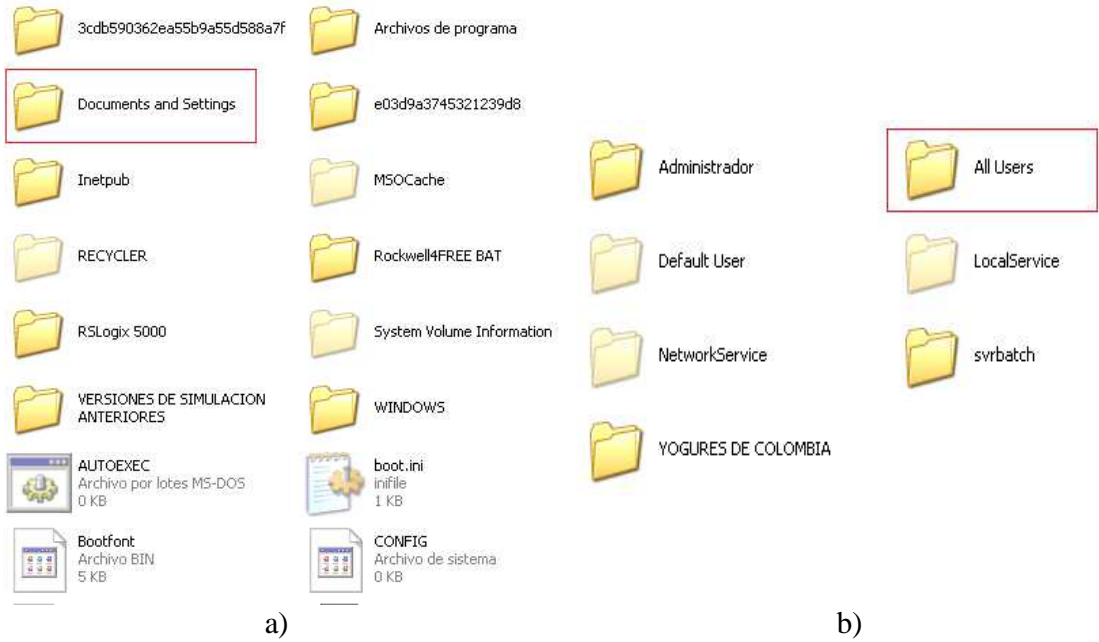 3cdb590362ea55b9a55d588a7f
Archivos de programa
Documents and Settings
e03d9a3745321239d8
Inetpub
MSOCache
RECYCLER
Rockwell4FREE BAT
RSLogix 5000
System Volume Information
VERSIONES DE SIMULACION
ANTERIORES
WINDOWS
AUTOEXEC
Archivo por lotes MS-DOS
0 KB
boot.ini
inifile
1 KB
Bootfont
Archivo BIN
5 KB
CONFIG
Archivo de sistema
0 KB
a)
Administrador
All Users
Default User
LocalService
NetworkService
svrbatch
YOGURES DE COLOMBIA
b)